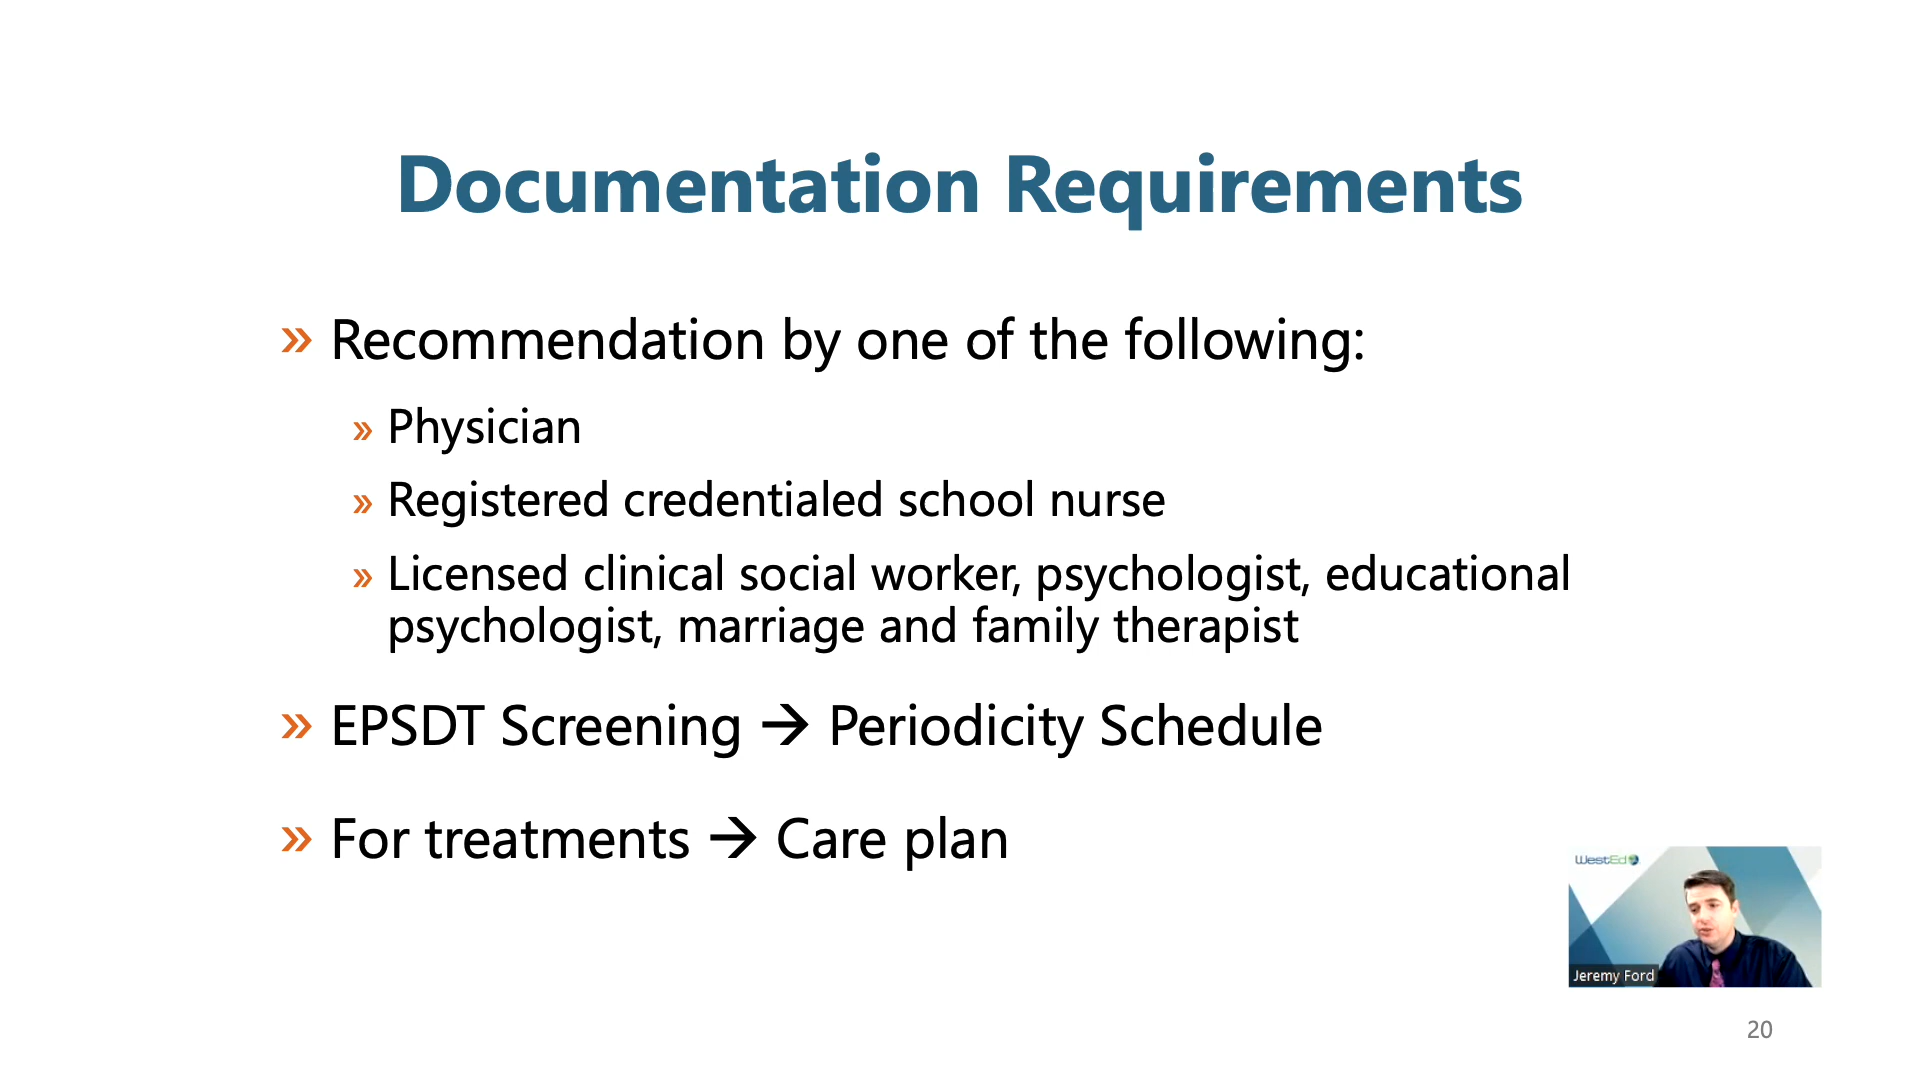 Documentation Requirements
» Recommendation by one of the following:
» Physician
» Registered credentialed school nurse
» Licensed clinical social worker, psychologist, educational
psychologist, marriage and family therapist
» EPSDT Screening → Periodicity Schedule
» For treatments → Care plan
WestEd
Jeremy Ford
20